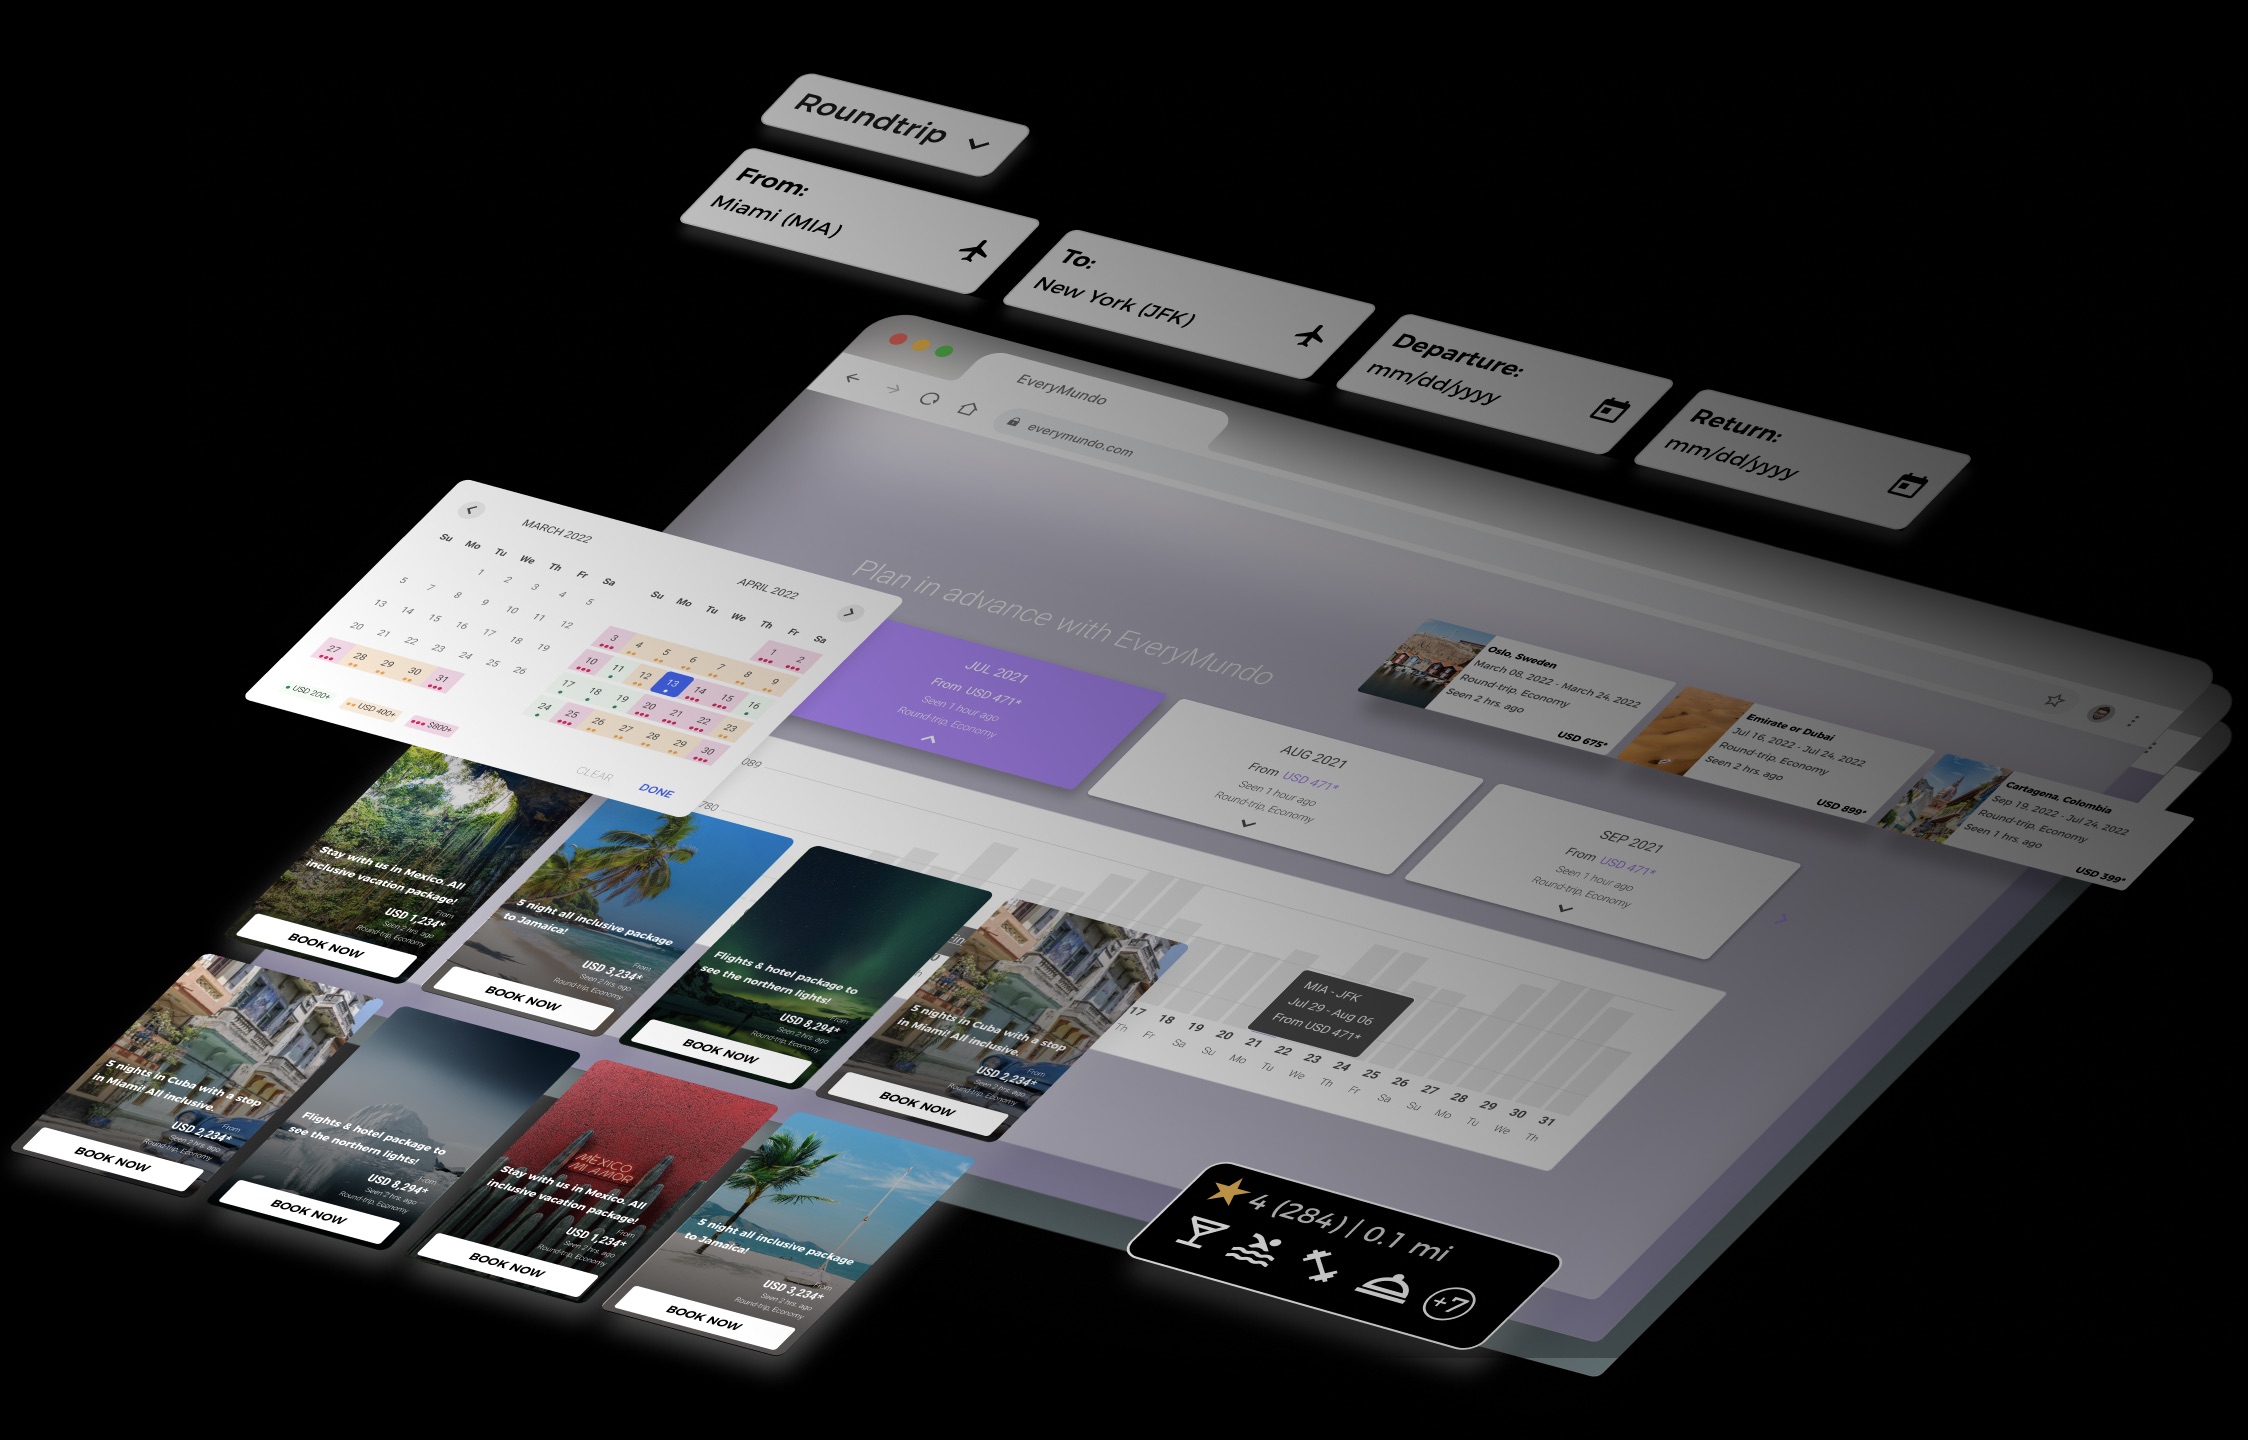 Roundtrip
From:
Miami (MIA)
To:
New York (JFK)
Departure:
mm/dd/yyyy
Return:
mm/dd/yyyy
EveryMundo
everymundo.com
Plan in advance with EveryMundo
MARCH 2022
Su Mo Tu We Th Fr Sa
1 2 3 4 5
5 7 8 9 10 11 12
13 14 15 16 17 18 19
20 21 22 23 24 25 26
27 28 29 30 31
APRIL 2022
Su Mo Tu We Th Fr Sa
1 2
3 4 5 6 7 8 9
10 11 12 13 14 15 16
17 18 19 20 21 22 23
24 25 26 27 28 29 30
USD 200+
USD 400+
$800+
CLEAR
DONE
JUL 2021
From USD 471*
Seen 1 hour ago
Round-trip, Economy
AUG 2021
From USD 471*
Seen 1 hour ago
Round-trip, Economy
SEP 2021
From USD 471*
Seen 1 hour ago
Round-trip, Economy
Oslo, Sweden
March 08, 2022 - March 24, 2022
Round-trip, Economy
Seen 2 hrs. ago
USD 675*
Emirate or Dubai
Jul 16, 2022 - Jul 24, 2022
Round-trip, Economy
Seen 2 hrs. ago
USD 899*
Cartagena, Colombia
Sep 19, 2022 - Jul 24, 2022
Round-trip, Economy
Seen 1 hrs. ago
USD 399*
089
780
MIA - JFK
Jul 29 - Aug 06
From USD 471*
17 18 19 20 21 22 23 24 25 26 27 28 29 30 31
Th Fr Sa Su Mo Tu We Th Fr Sa Su Mo Tu We Th
Stay with us in Mexico. All
inclusive vacation package!
From
USD 1,234*
Seen 2 hrs. ago
Round-trip, Economy
BOOK NOW
5 night all inclusive package
to Jamaica!
From
USD 3,234*
Seen 2 hrs. ago
Round-trip, Economy
BOOK NOW
Flights & hotel package to
see the northern lights!
From
USD 8,294*
Seen 2 hrs. ago
Round-trip, Economy
BOOK NOW
5 nights in Cuba with a stop
in Miami! All inclusive.
From
USD 2,234*
Seen 2 hrs. ago
Round-trip, Economy
BOOK NOW
5 nights in Cuba with a stop
in Miami! All inclusive.
From
USD 2,234*
Seen 2 hrs. ago
Round-trip, Economy
BOOK NOW
Flights & hotel package to
see the northern lights!
From
USD 8,294*
Seen 2 hrs. ago
Round-trip, Economy
BOOK NOW
MEXICO
MI AMOR
Stay with us in Mexico. All
inclusive vacation package!
From
USD 1,234*
Seen 2 hrs. ago
Round-trip, Economy
BOOK NOW
5 night all inclusive package
to Jamaica!
From
USD 3,234*
Seen 2 hrs. ago
Round-trip, Economy
BOOK NOW
4 (284) | 0.1 mi
+7